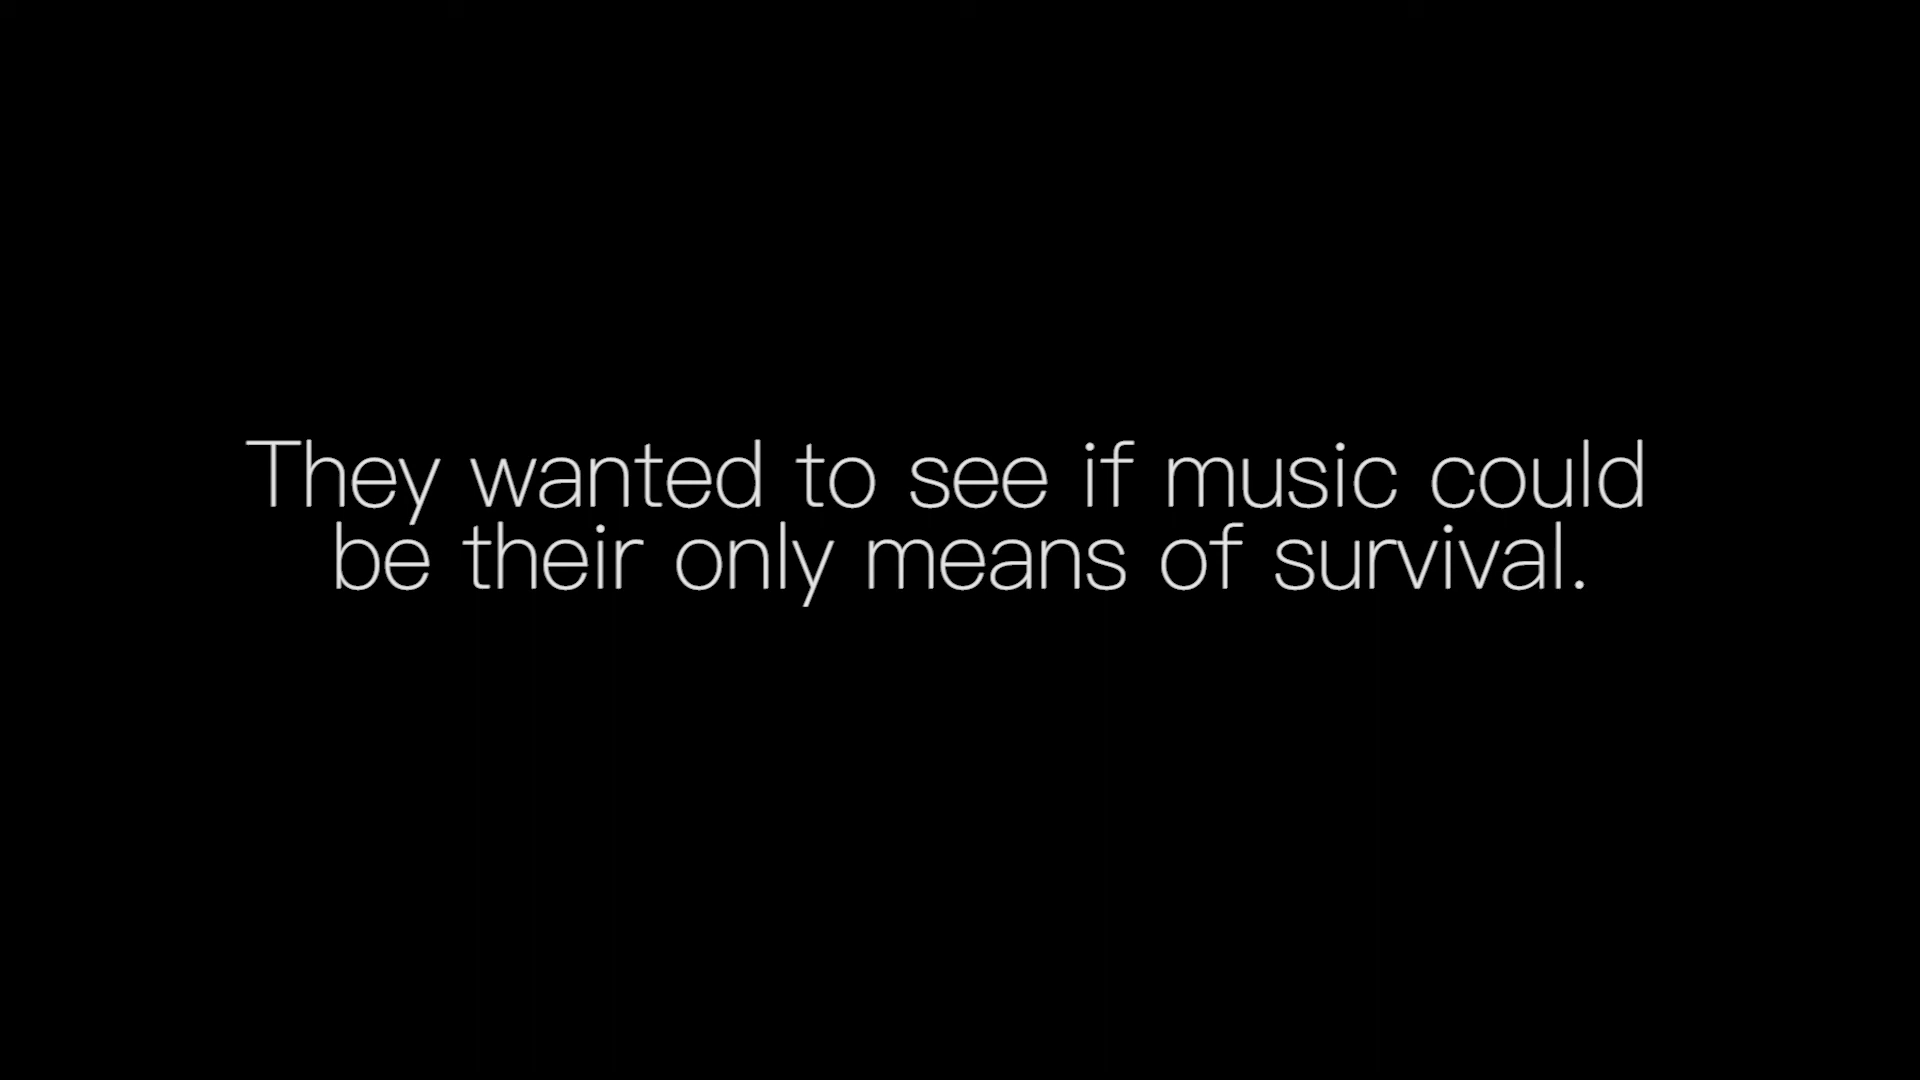 They wanted to see if music could
be their only means of survival.